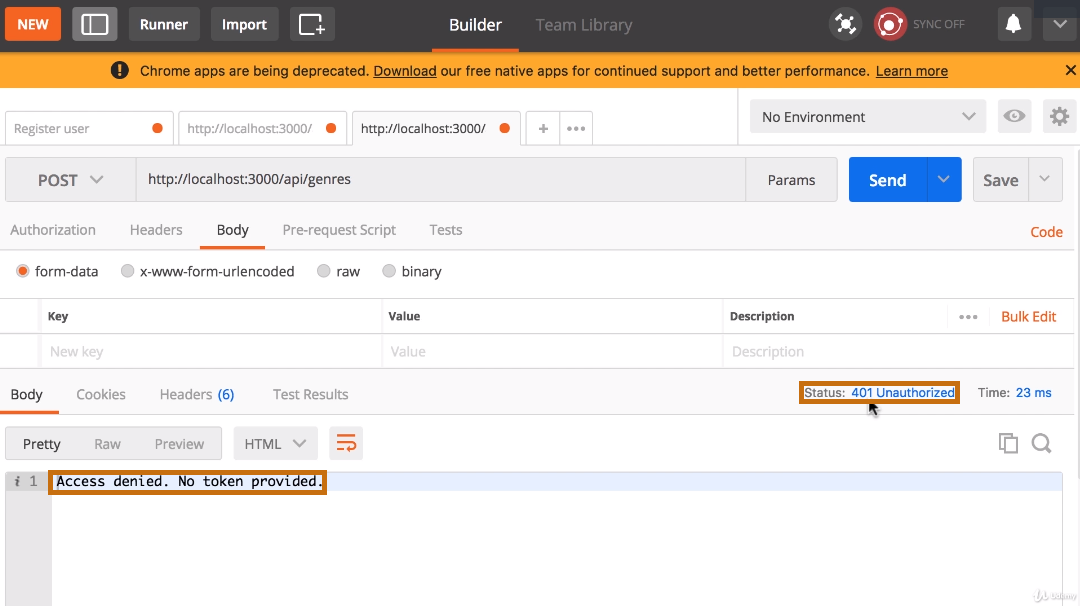 NEW Runner Import Builder Team Library SYNC OFF
Chrome apps are being deprecated. Download our free native apps for continued support and better performance. Learn more
Register user http://localhost:3000/ http://localhost:3000/ No Environment
POST http://localhost:3000/api/genres Params Send Save
Authorization Headers Body Pre-request Script Tests Code
form-data x-www-form-urlencoded raw binary
Key Value Description Bulk Edit
New key Value Description
Body Cookies Headers (6) Test Results Status: 401 Unauthorized Time: 23 ms
Pretty Raw Preview HTML
i 1 Access denied. No token provided.
Udemy